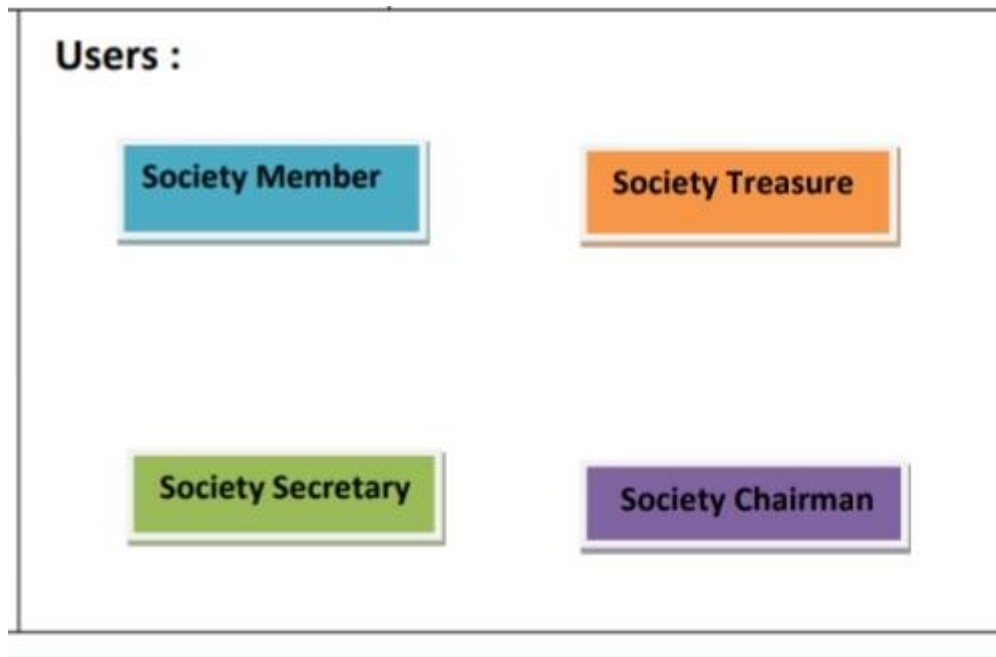 Users :
Society Member
Society Treasure
Society Secretary
Society Chairman